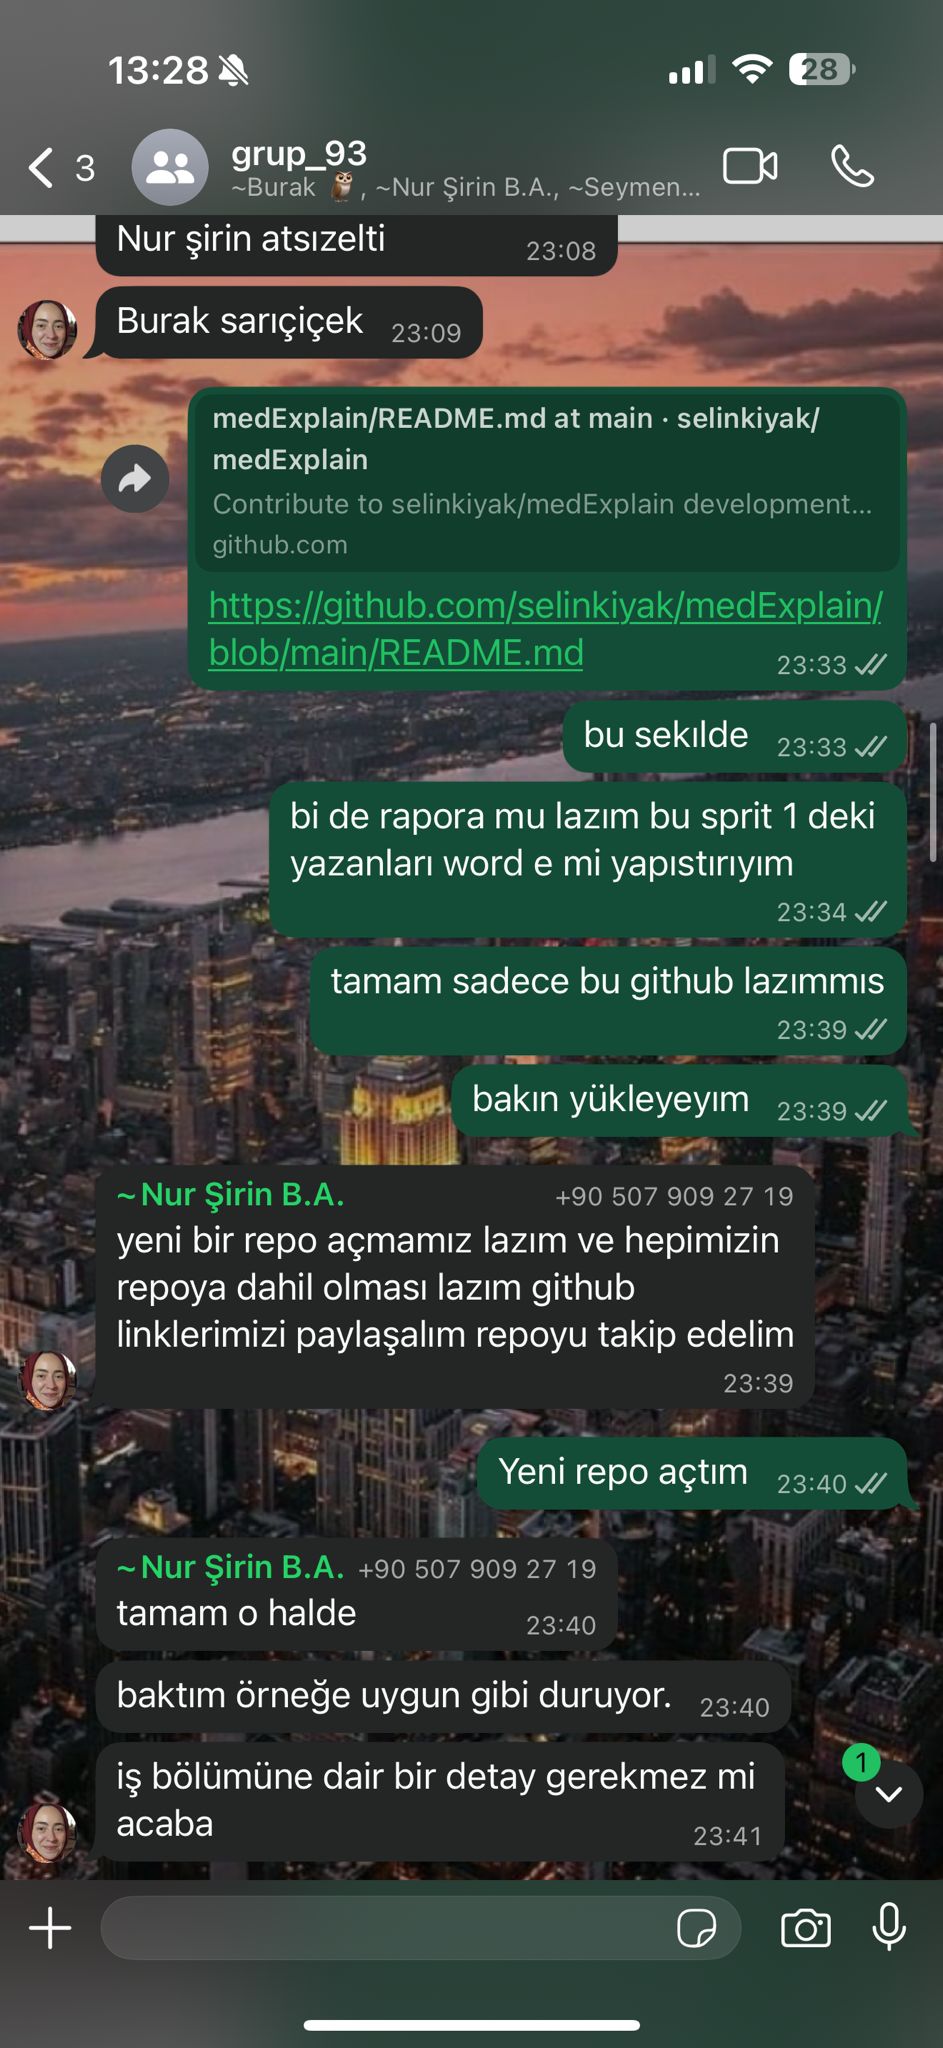 13:28
28
3
grup_93
~Burak 🦉, ~Nur Şirin B.A., ~Seymen...
Nur şirin atsızelti
23:08
Burak sarıçiçek
23:09
medExplain/README.md at main · selinkiyak/
medExplain
Contribute to selinkiyak/medExplain development...
github.com
https://github.com/selinkiyak/medExplain/
blob/main/README.md
23:33
bu sekılde
23:33
bi de rapora mu lazım bu sprit 1 deki
yazanları word e mi yapıstırıyım
23:34
tamam sadece bu github lazımmıs
23:39
bakın yükleyeyım
23:39
~Nur Şirin B.A.
+90 507 909 27 19
yeni bir repo açmamız lazım ve hepimizin
repoya dahil olması lazım github
linklerimizi paylaşalım repoyu takip edelim
23:39
Yeni repo açtım
23:40
~Nur Şirin B.A.
+90 507 909 27 19
tamam o halde
23:40
baktım örneğe uygun gibi duruyor.
23:40
iş bölümüne dair bir detay gerekmez mi
acaba
23:41
1